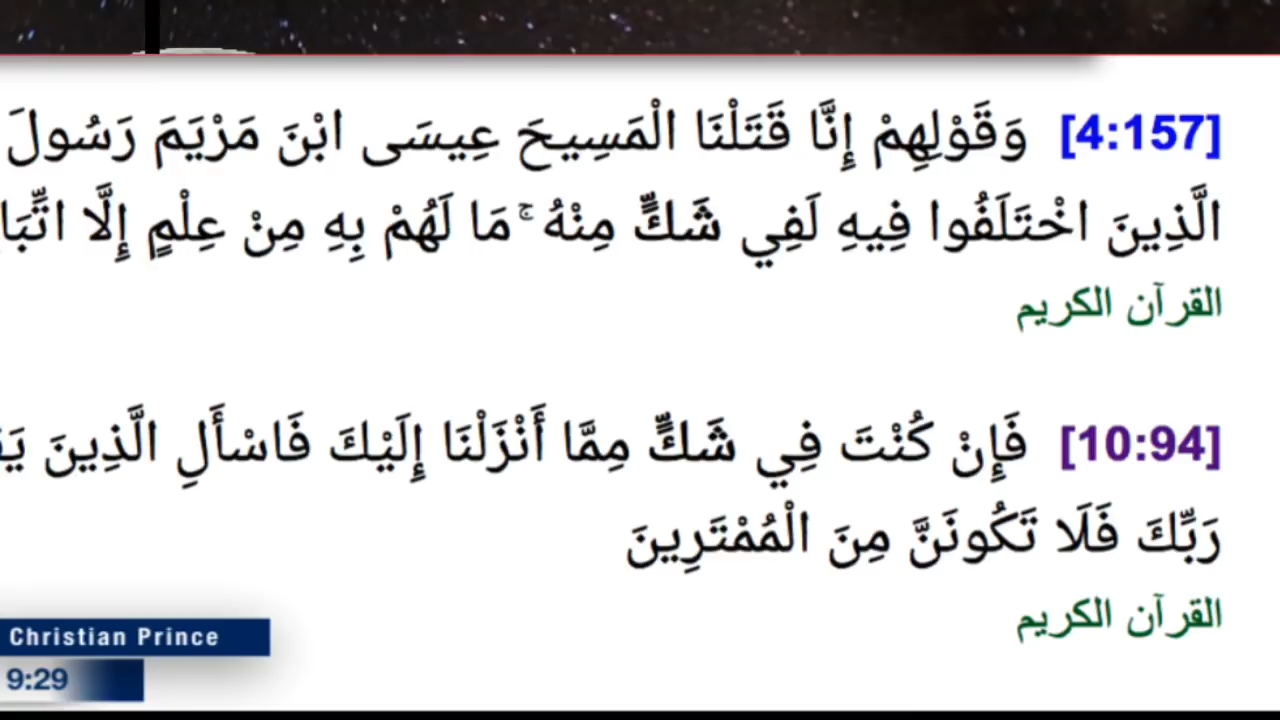 [4:157] وَقَوْلِهِمْ إِنَّا قَتَلْنَا الْمَسِيحَ عِيسَى ابْنَ مَرْيَمَ رَسُولَ
الَّذِينَ اخْتَلَفُوا فِيهِ لَفِي شَكٍّ مِنْهُ ۚ مَا لَهُمْ بِهِ مِنْ عِلْمٍ إِلَّا اتِّبَا
القرآن الكريم
[10:94] فَإِنْ كُنْتَ فِي شَكٍّ مِمَّا أَنْزَلْنَا إِلَيْكَ فَاسْأَلِ الَّذِينَ يَقْ
رَبِّكَ فَلَا تَكُونَنَّ مِنَ الْمُمْتَرِينَ
القرآن الكريم
Christian Prince
9:29